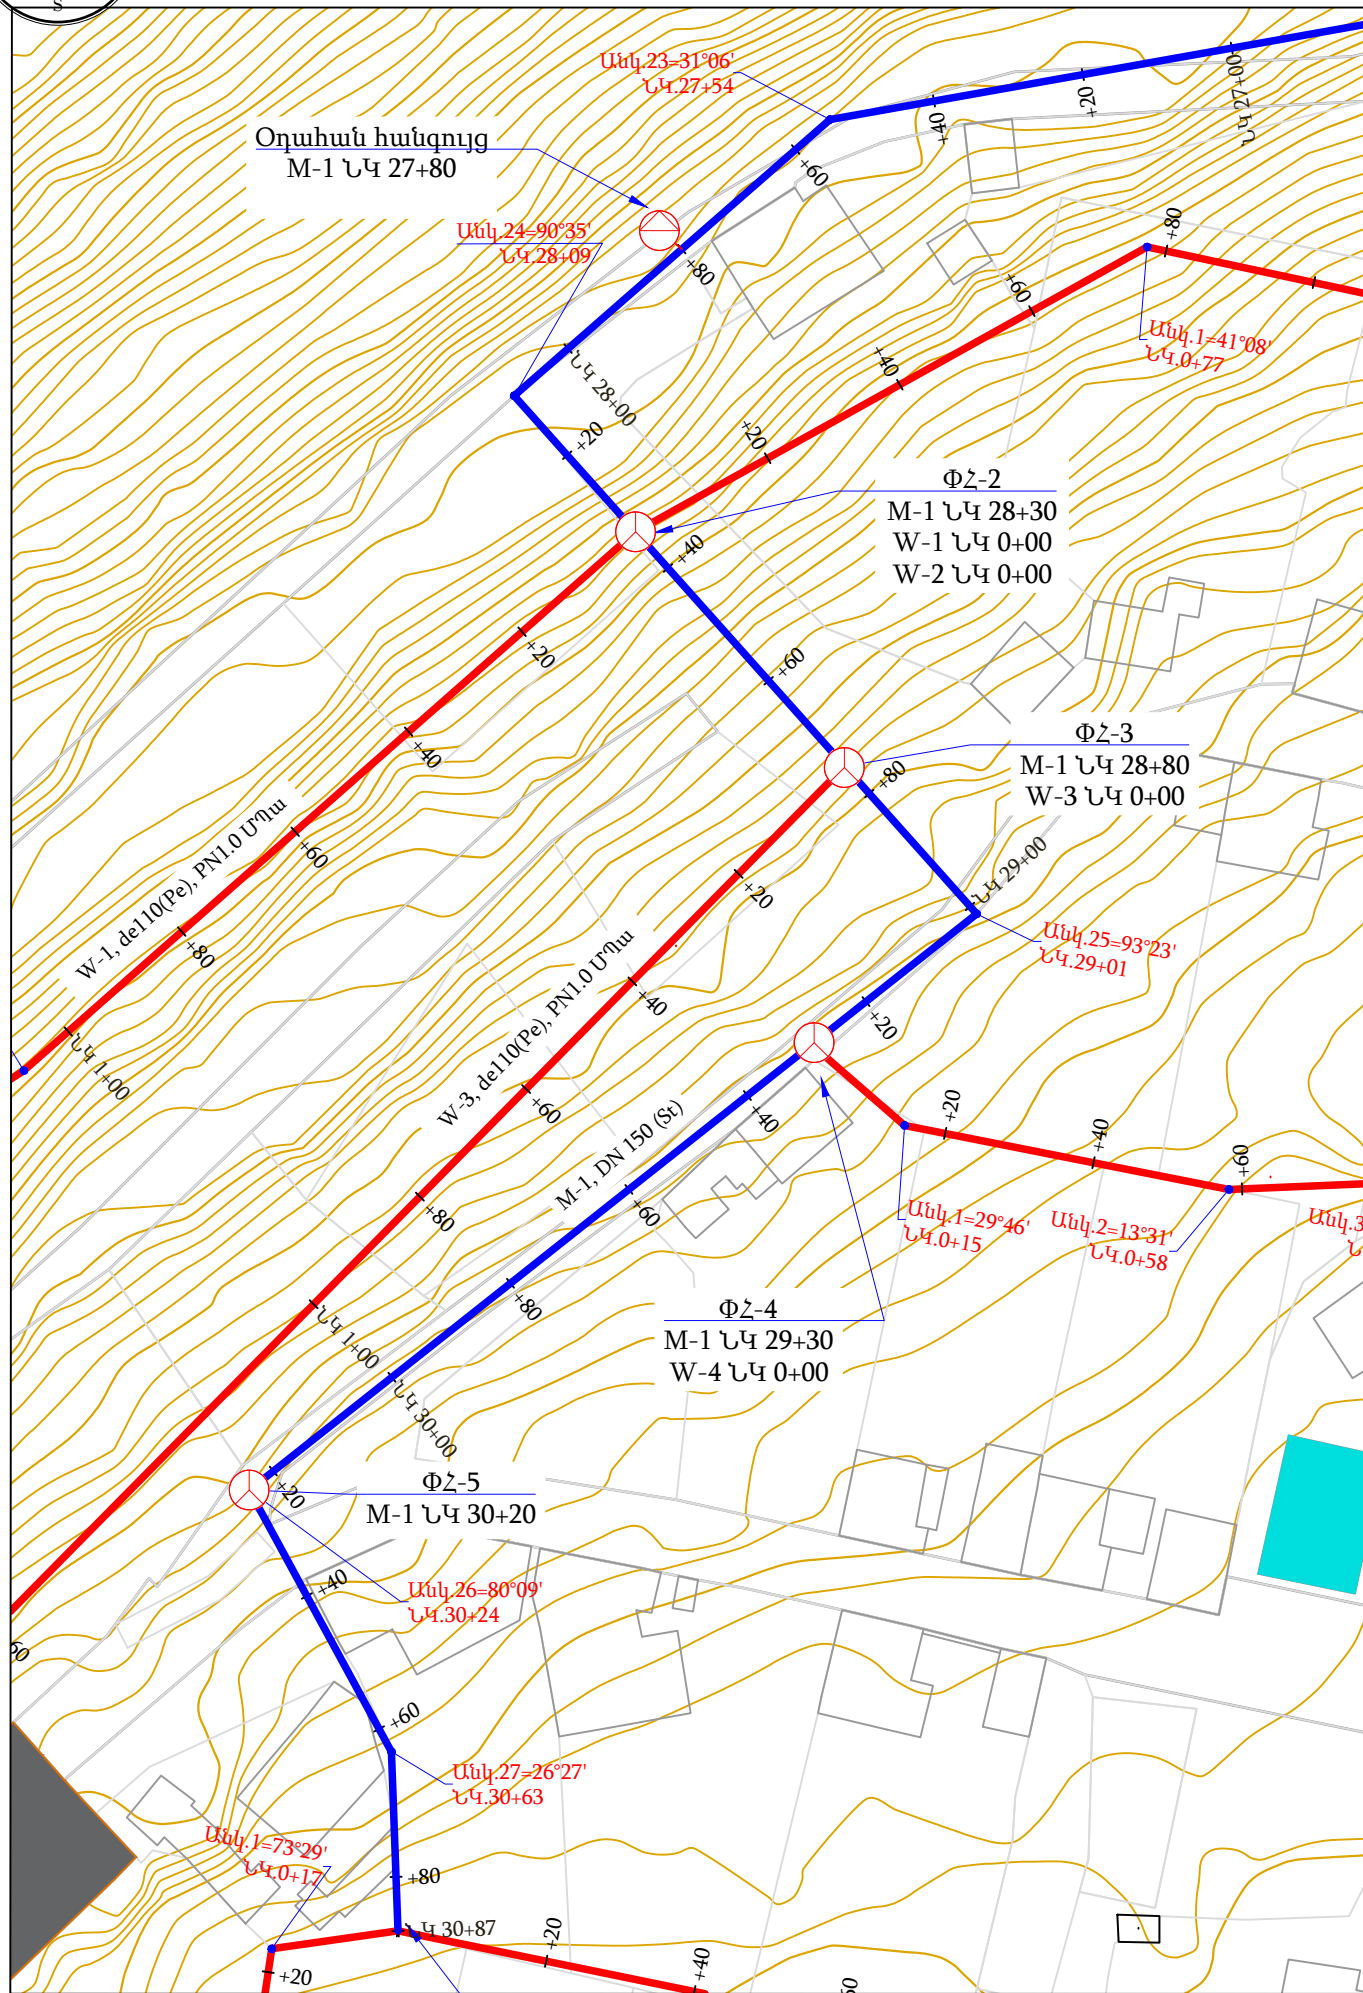 S
Անկ.23=31°06'
ՆԿ.27+54
ՆԿ 27+00
+20
+40
+60
Օդահան հանգույց
M-1 ՆԿ 27+80
Անկ.24=90°35'
ՆԿ.28+09
+80
+80
+60
Անկ.1=41°08'
ՆԿ.0+77
ՆԿ 28+00
+40
+20
+20
ՓՀ-2
M-1 ՆԿ 28+30
W-1 ՆԿ 0+00
W-2 ՆԿ 0+00
+40
+20
+60
+40
ՓՀ-3
M-1 ՆԿ 28+80
W-3 ՆԿ 0+00
+80
W-1, de110(Pe), PN1.0 ՄՊա
+60
+80
ՆԿ 1+00
+20
ՆԿ 29+00
Անկ.25=93°23'
ՆԿ.29+01
W-3, de110(Pe), PN1.0 ՄՊա
+40
+20
+60
+40
M-1, DN 150 (St)
+20
+40
+60
+80
+60
Անկ.1=29°46'
ՆԿ.0+15
Անկ.2=13°31'
ՆԿ.0+58
Անկ.3
+80
ՓՀ-4
M-1 ՆԿ 29+30
W-4 ՆԿ 0+00
ՆԿ 1+00
ՆԿ 30+00
+20
ՓՀ-5
M-1 ՆԿ 30+20
+40
Անկ.26=80°09'
ՆԿ.30+24
60
+60
Անկ.27=26°27'
ՆԿ.30+63
Անկ.1=73°29'
ՆԿ.0+17
+80
ՆԿ 30+87
+20
+20
+40
60